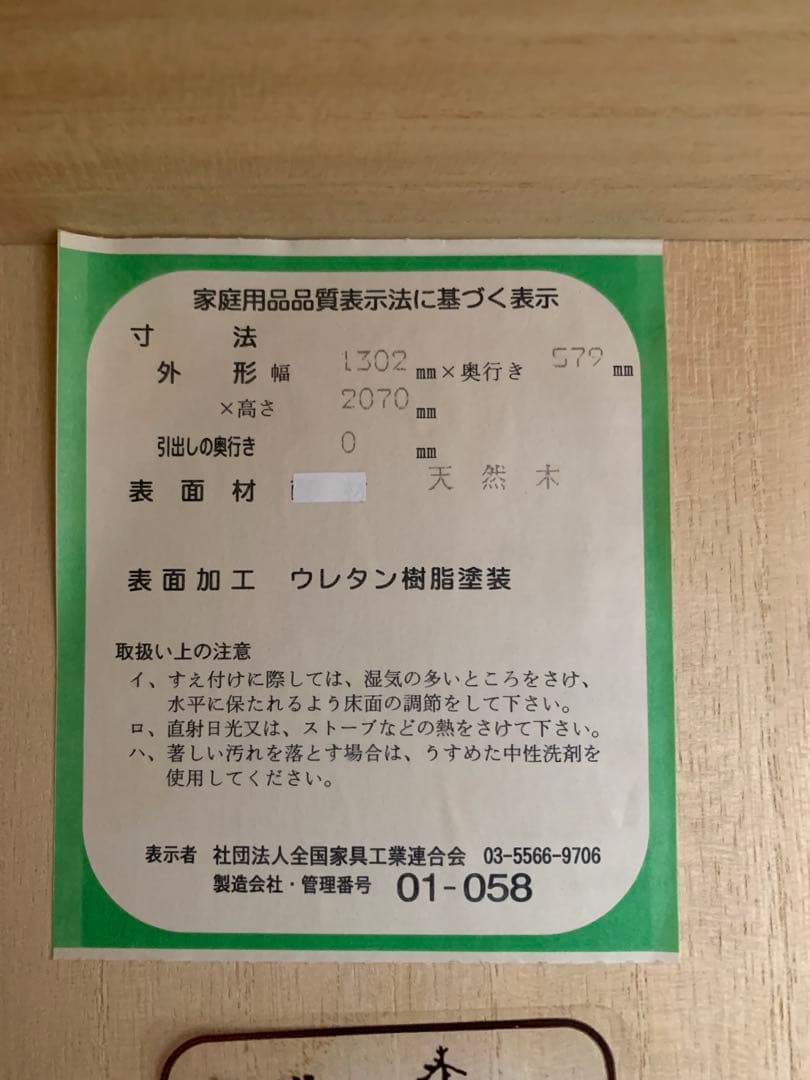 家庭用品品質表示法に基づく表示
寸法
外形 幅 1302 mm×奥行き 579 mm
×高さ 2070 mm
引出しの奥行き 0 mm
表面材 天然木
表面加工 ウレタン樹脂塗装
取扱い上の注意
イ、すえ付けに際しては、湿気の多いところをさけ、
水平に保たれるよう床面の調節をして下さい。
ロ、直射日光又は、ストーブなどの熱をさけて下さい。
ハ、著しい汚れを落とす場合は、うすめた中性洗剤を
使用してください。
表示者 社団法人全国家具工業連合会 03-5566-9706
製造会社・管理番号 01-058